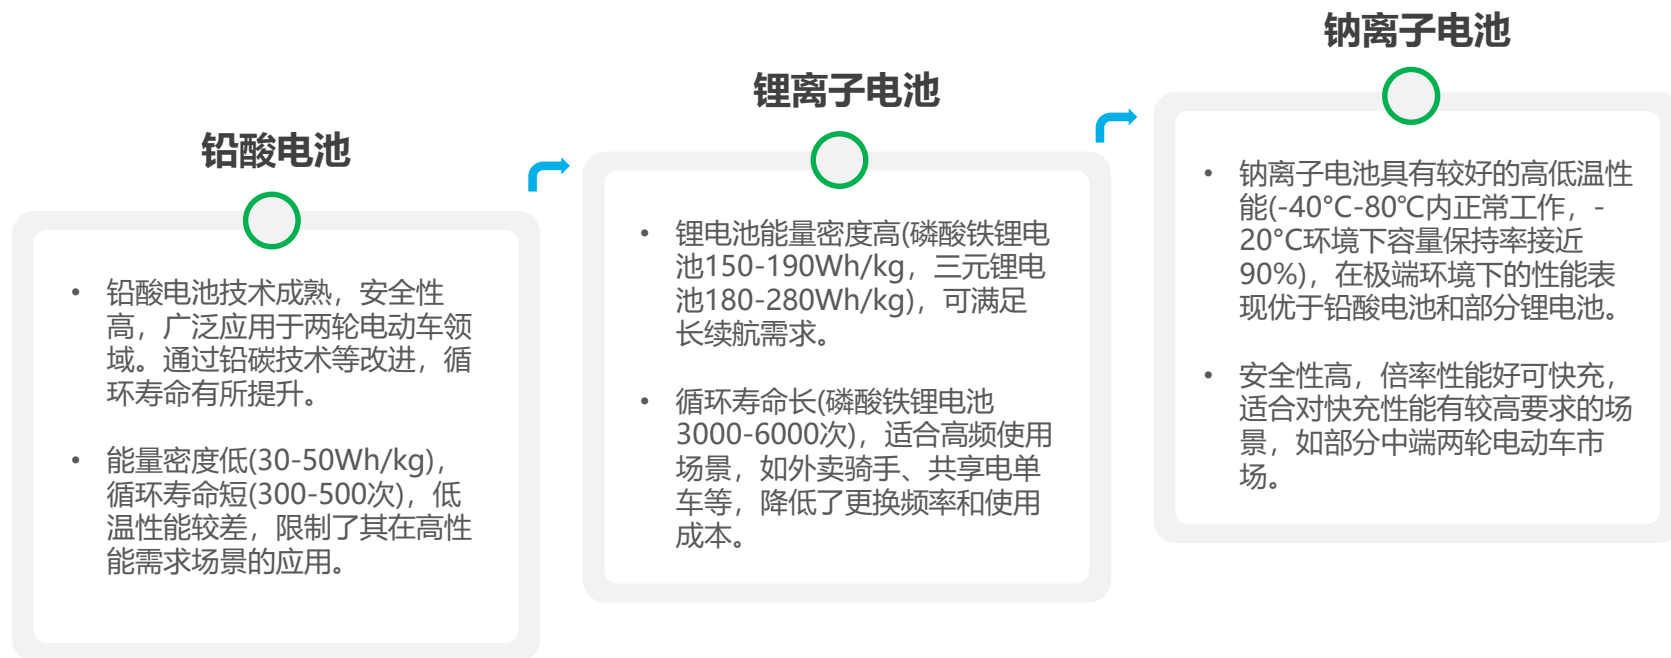 铅酸电池
• 铅酸电池技术成熟，安全性
高，广泛应用于两轮电动车领
域。通过铅碳技术等改进，循
环寿命有所提升。
• 能量密度低(30-50Wh/kg)，
循环寿命短(300-500次)，低
温性能较差，限制了其在高性
能需求场景的应用。
锂离子电池
• 锂电池能量密度高(磷酸铁锂电
池150-190Wh/kg，三元锂电
池180-280Wh/kg)，可满足
长续航需求。
• 循环寿命长(磷酸铁锂电池
3000-6000次)，适合高频使用
场景，如外卖骑手、共享电单
车等，降低了更换频率和使用
成本。
钠离子电池
• 钠离子电池具有较好的高低温性
能(-40°C-80℃内正常工作，-
20°C环境下容量保持率接近
90%)，在极端环境下的性能表
现优于铅酸电池和部分锂电池。
• 安全性高，倍率性能好可快充，
适合对快充性能有较高要求的场
景，如部分中端两轮电动车市
场。